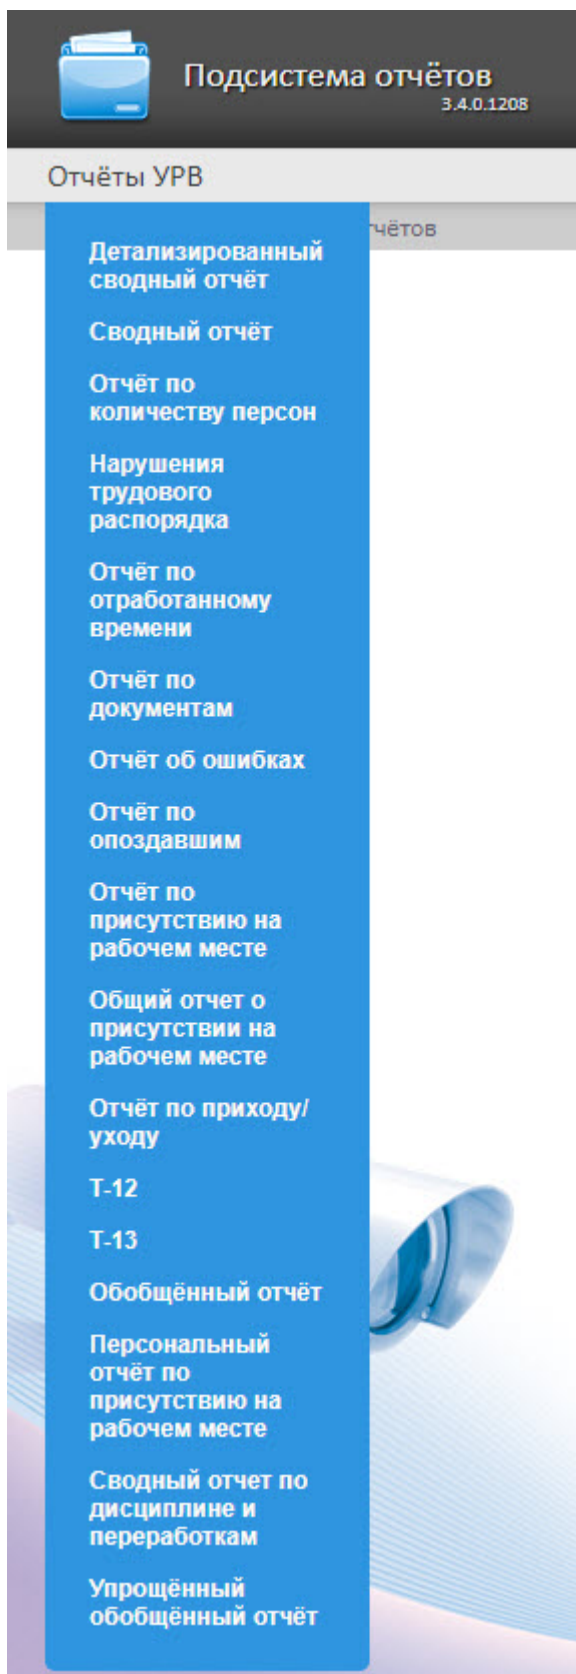 Подсистема отчётов
3.4.0.1208
Отчёты УРВ
чётов
Детализированный
сводный отчёт
Сводный отчёт
Отчёт по
количеству персон
Нарушения
трудового
распорядка
Отчёт по
отработанному
времени
Отчёт по
документам
Отчёт об ошибках
Отчёт по
опоздавшим
Отчёт по
присутствию на
рабочем месте
Общий отчет о
присутствии на
рабочем месте
Отчёт по приходу/
уходу
Т-12
Т-13
Обобщённый отчёт
Персональный
отчёт по
присутствию на
рабочем месте
Сводный отчет по
дисциплине и
переработкам
Упрощённый
обобщённый отчёт